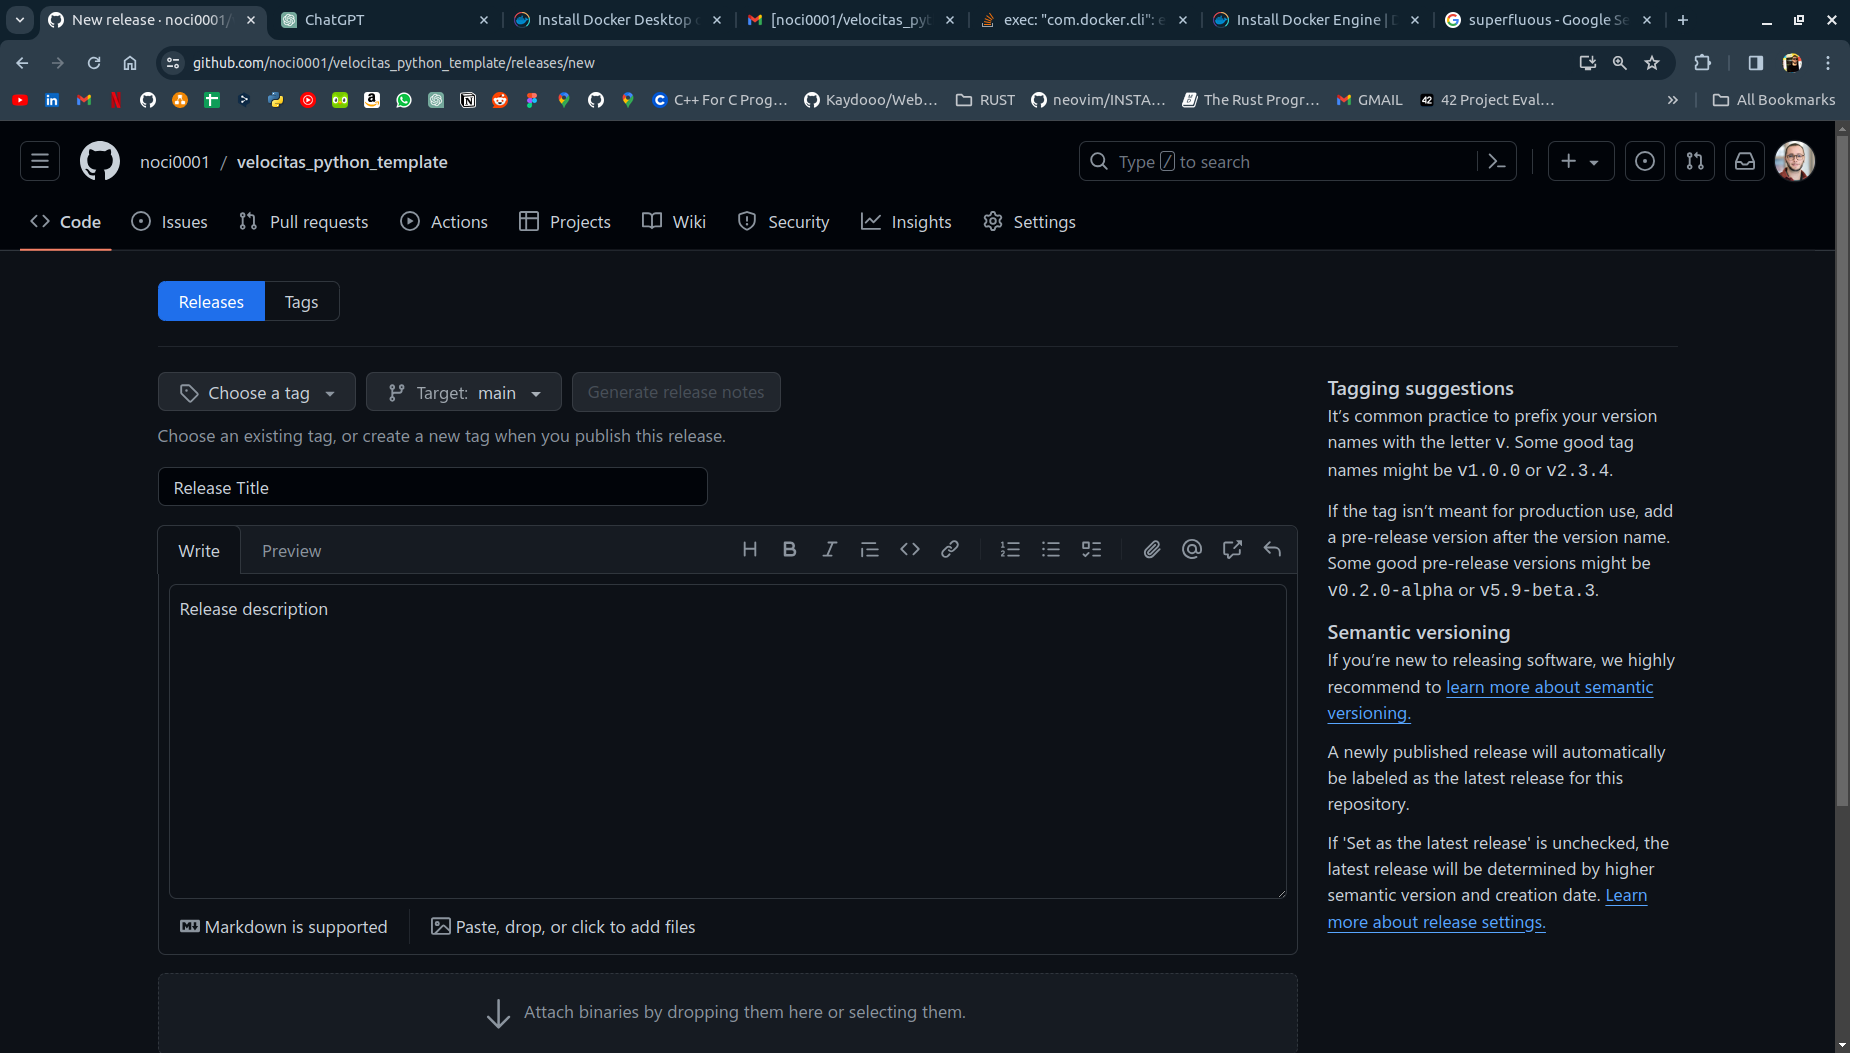 New release · noci0001/
ChatGPT
Install Docker Desktop
[noci0001/velocitas_pyt
exec: "com.docker.cli": e
Install Docker Engine | D
superfluous - Google Se
github.com/noci0001/velocitas_python_template/releases/new
C++ For C Prog...
Kaydooo/Web...
RUST
neovim/INSTA...
The Rust Progr...
GMAIL
42 Project Eval...
All Bookmarks
noci0001 / velocitas_python_template
Type / to search
Code
Issues
Pull requests
Actions
Projects
Wiki
Security
Insights
Settings
Releases
Tags
Choose a tag
Target: main
Generate release notes
Choose an existing tag, or create a new tag when you publish this release.
Release Title
Write
Preview
Release description
Markdown is supported
Paste, drop, or click to add files
Attach binaries by dropping them here or selecting them.
Tagging suggestions
It’s common practice to prefix your version
names with the letter v. Some good tag
names might be v1.0.0 or v2.3.4.
If the tag isn’t meant for production use, add
a pre-release version after the version name.
Some good pre-release versions might be
v0.2.0-alpha or v5.9-beta.3.
Semantic versioning
If you’re new to releasing software, we highly
recommend to learn more about semantic
versioning.
A newly published release will automatically
be labeled as the latest release for this
repository.
If 'Set as the latest release' is unchecked, the
latest release will be determined by higher
semantic version and creation date. Learn
more about release settings.